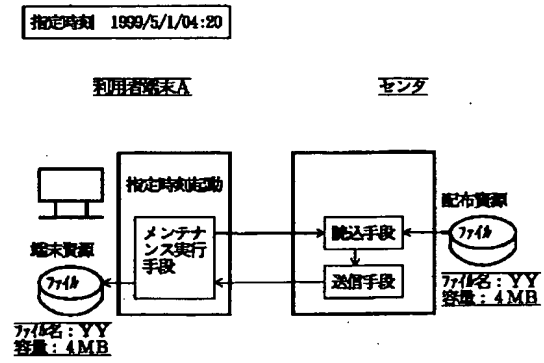 指定時刻 1999/5/1/04:20
利用者端末A
センタ
指定時刻起動
メンテナ
ンス実行
手段
読込手段
送信手段
端末資源
ファイル
ファイル名:YY
容量:4MB
配布資源
ファイル
ファイル名:YY
容量:4MB